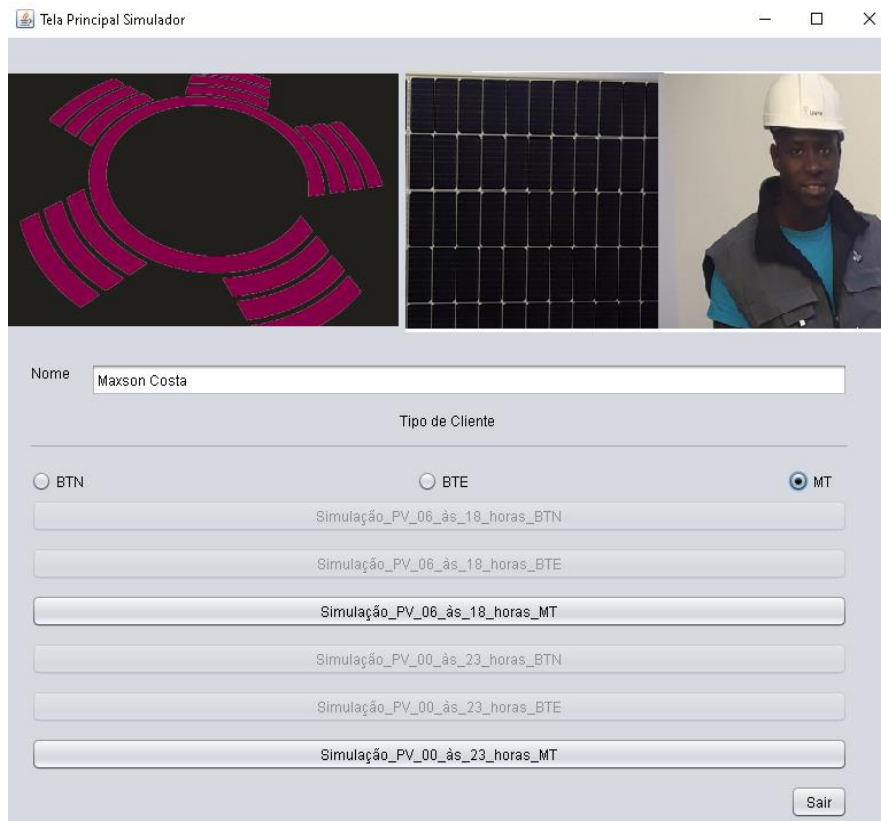 Tela Principal Simulador
Nome
Maxson Costa
Tipo de Cliente
BTN
BTE
MT
Simulação_PV_06_às_18_horas_BTN
Simulação_PV_06_às_18_horas_BTE
Simulação_PV_06_às_18_horas_MT
Simulação_PV_00_às_23_horas_BTN
Simulação_PV_00_às_23_horas_BTE
Simulação_PV_00_às_23_horas_MT
Sair